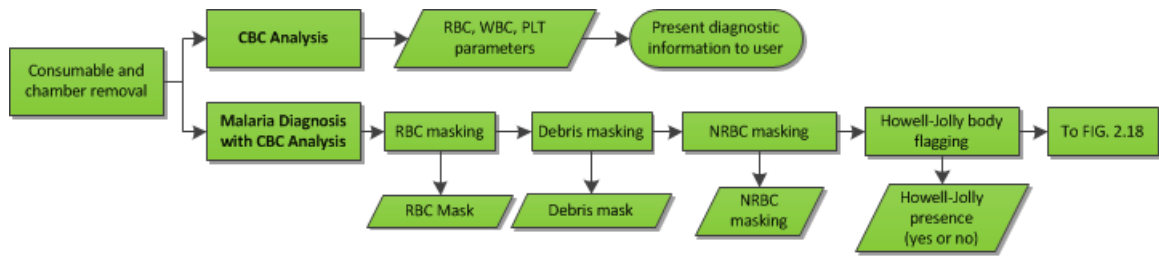 Consumable and
chamber removal
CBC Analysis
RBC, WBC, PLT
parameters
Present diagnostic
information to user
Malaria Diagnosis
with CBC Analysis
RBC masking
Debris masking
NRBC masking
Howell-Jolly body
flagging
To FIG. 2.18
RBC Mask
Debris mask
NRBC
masking
Howell-Jolly
presence
(yes or no)